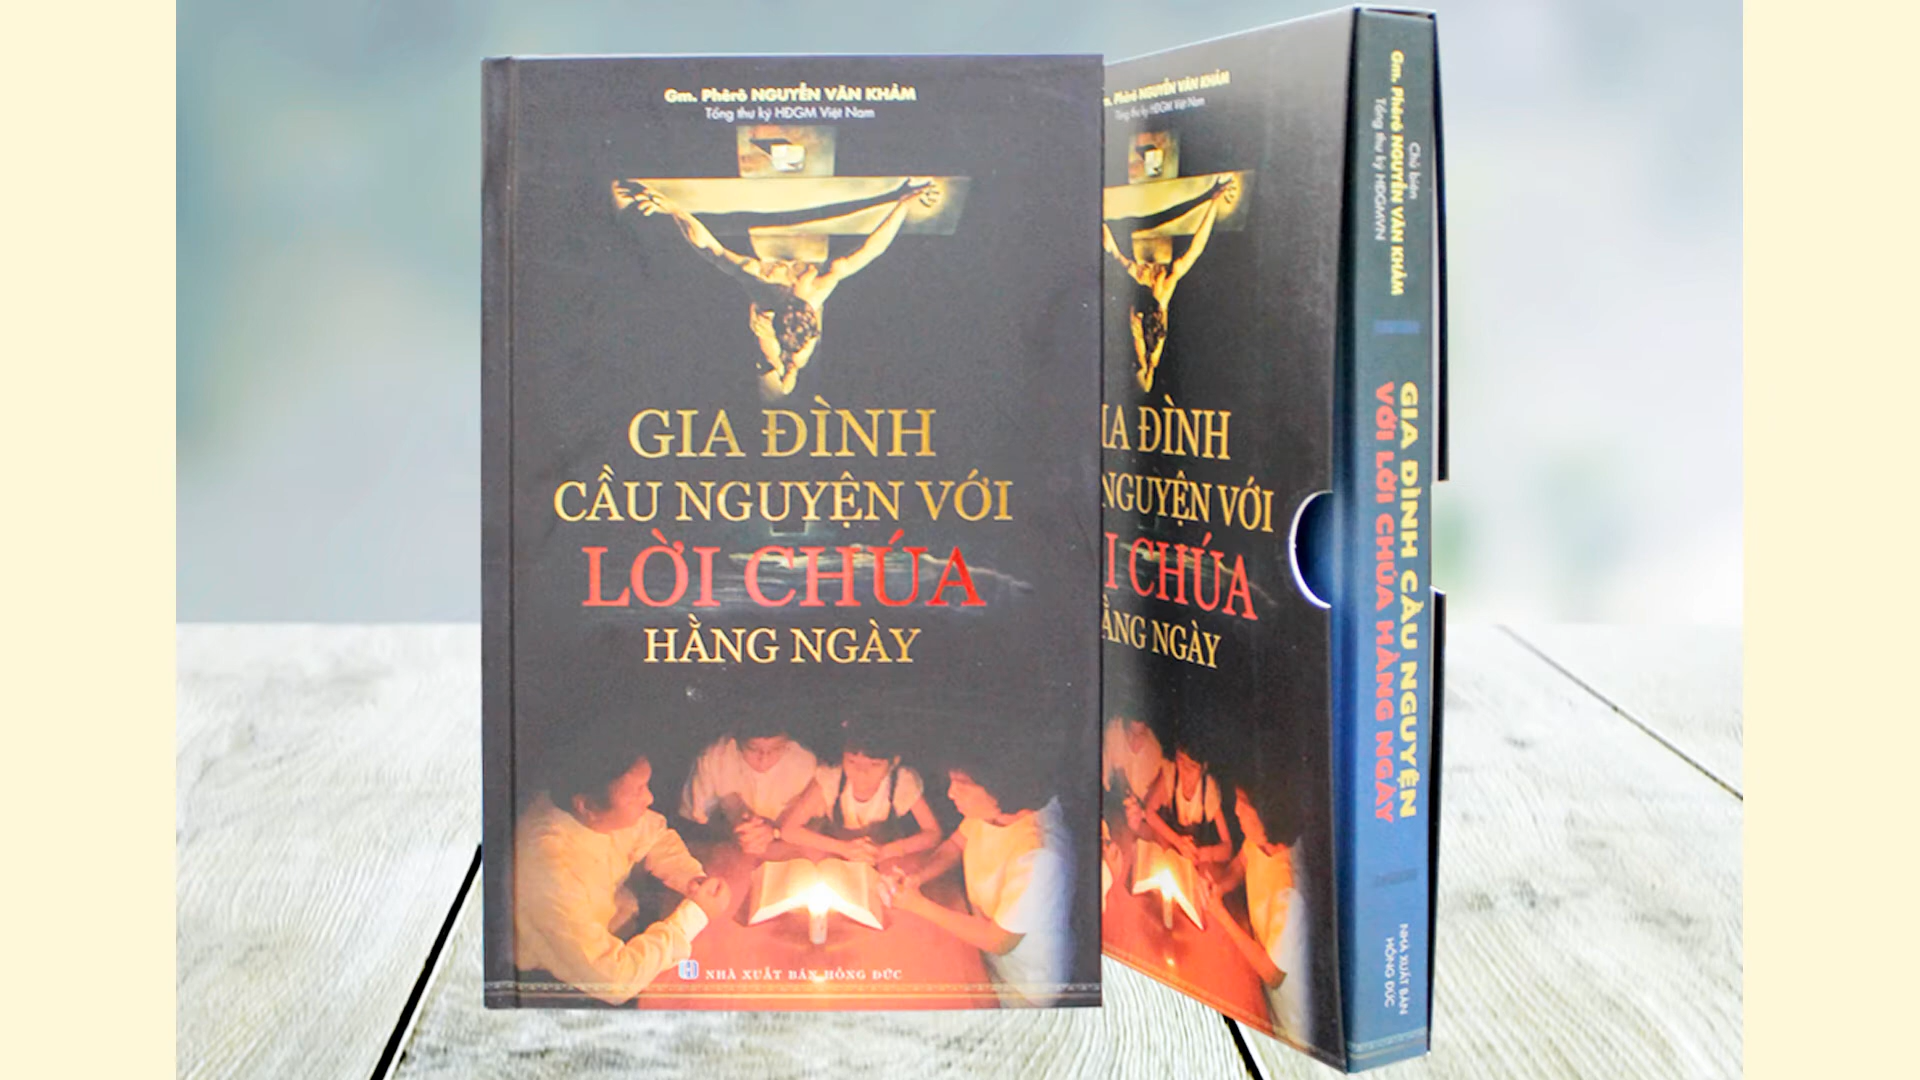 Gm. Phêrô NGUYỄN VĂN KHẢM
Tổng thư ký HĐGM Việt Nam
GIA ĐÌNH
CẦU NGUYỆN VỚI
LỜI CHÚA
HẰNG NGÀY
NHÀ XUẤT BẢN HỒNG ĐỨC
m. Phêrô NGUYỄN VĂN KHẢM
Tổng thư ký HĐGM Việt Nam
IA ĐÌNH
NGUYỆN VỚI
I CHÚA
ẰNG NGÀY
Chủ biên
Gm. Phêrô NGUYỄN VĂN KHẢM
Tổng thư ký HĐGMVN
GIA ĐÌNH CẦU NGUYỆN
VỚI LỜI CHÚA HẰNG NGÀY
NHÀ XUẤT BẢN
HỒNG ĐỨC